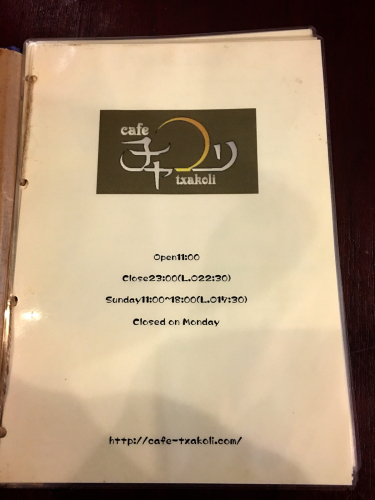 cafe
チャコリ
txakoli
Open11:00
Close23:00(L.O22:30)
Sunday11:00~18:00(L.O17:30)
Closed on Monday
http://cafe-txakoli.com/